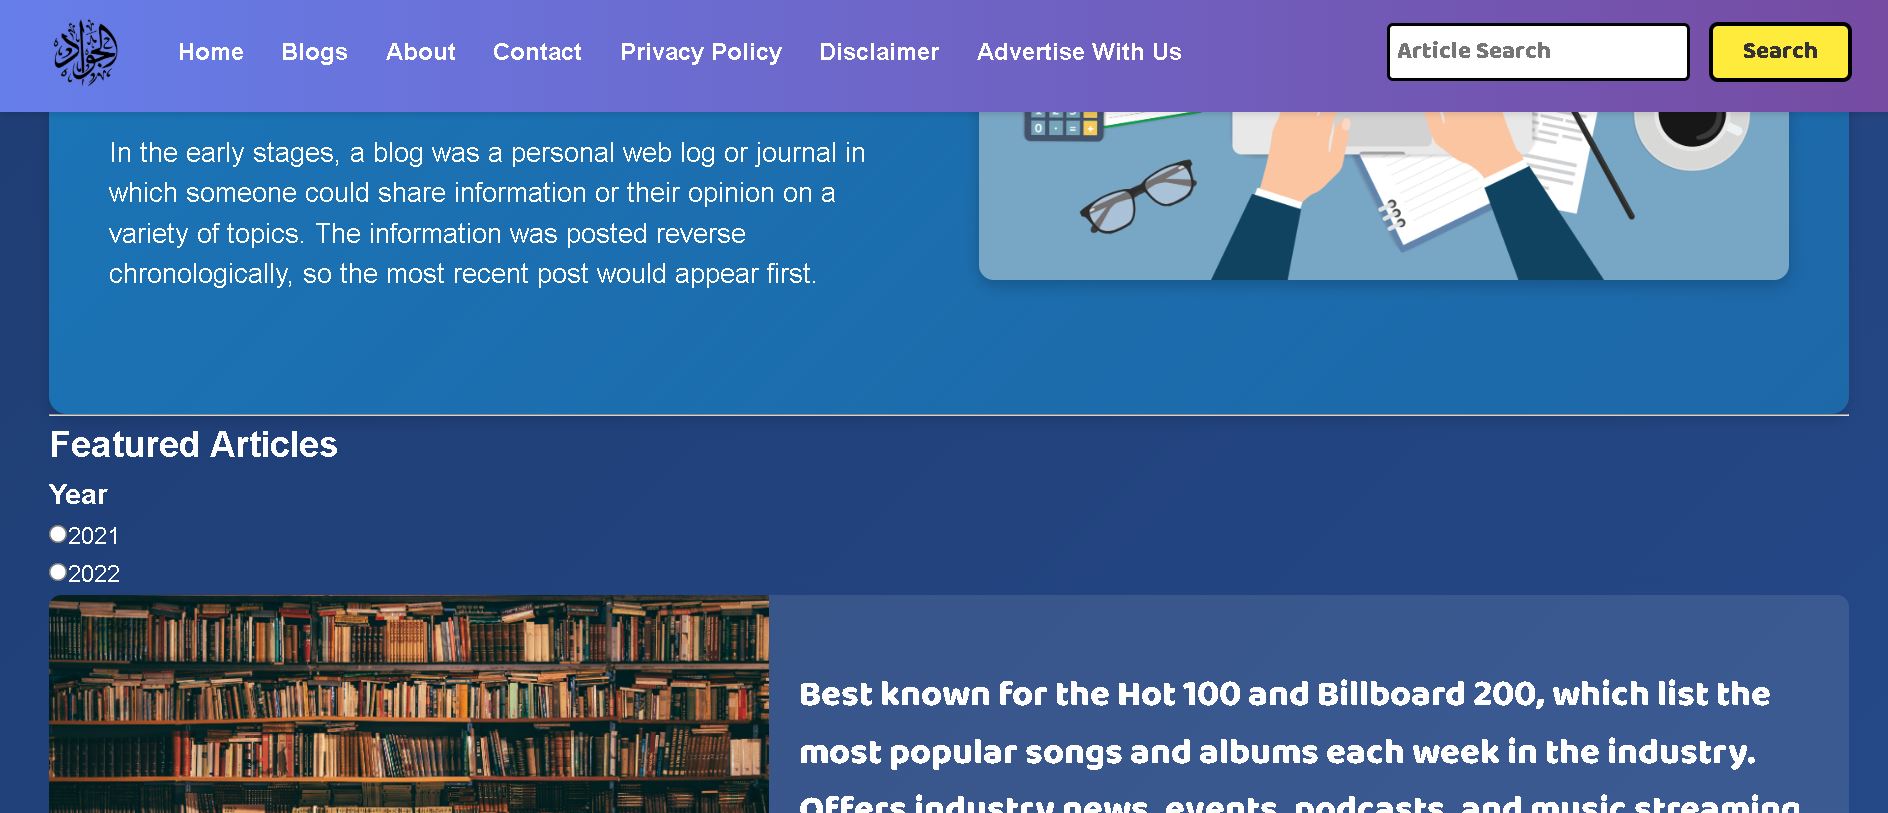 الجواد
Home Blogs About Contact Privacy Policy Disclaimer Advertise With Us Article Search Search
In the early stages, a blog was a personal web log or journal in
which someone could share information or their opinion on a
variety of topics. The information was posted reverse
chronologically, so the most recent post would appear first.
0 · = +
Featured Articles
Year
2021
2022
Best known for the Hot 100 and Billboard 200, which list the
most popular songs and albums each week in the industry.
Offers industry news, events, podcasts, and music streaming